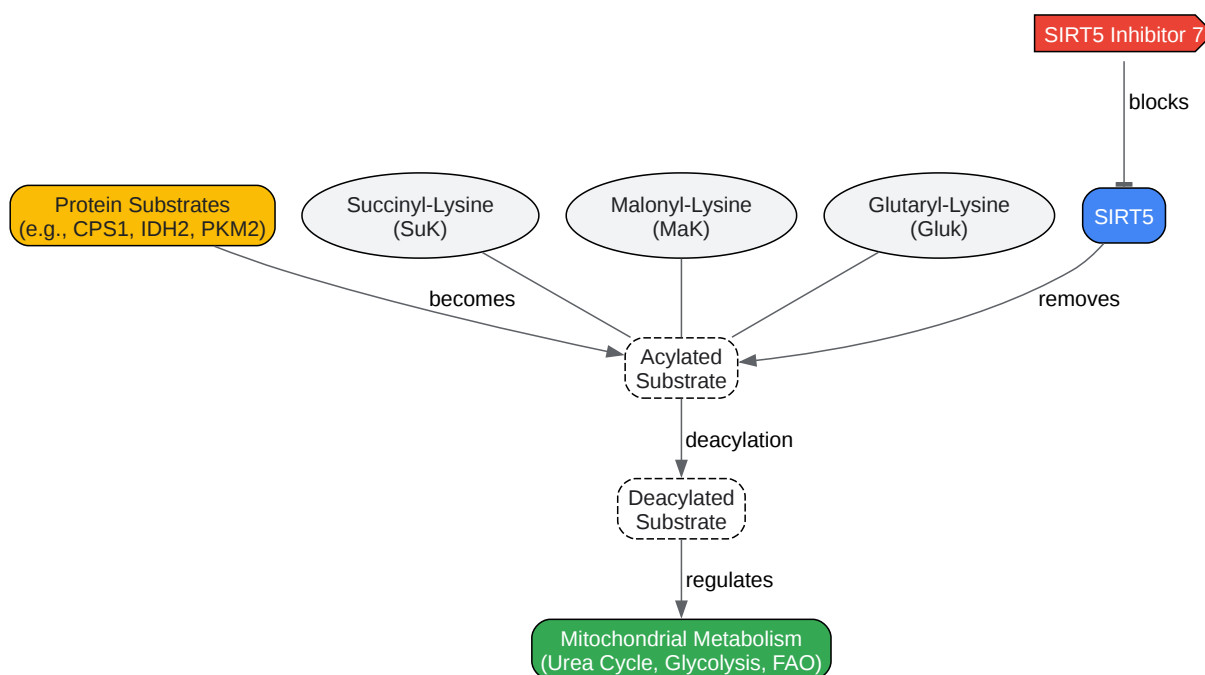 SIRT5 Inhibitor 7
blocks
Protein Substrates
(e.g., CPS1, IDH2, PKM2)
Succinyl-Lysine
(SuK)
Malonyl-Lysine
(MaK)
Glutaryl-Lysine
(Gluk)
SIRT5
becomes
removes
Acylated
Substrate
deacylation
Deacylated
Substrate
regulates
Mitochondrial Metabolism
(Urea Cycle, Glycolysis, FAO)